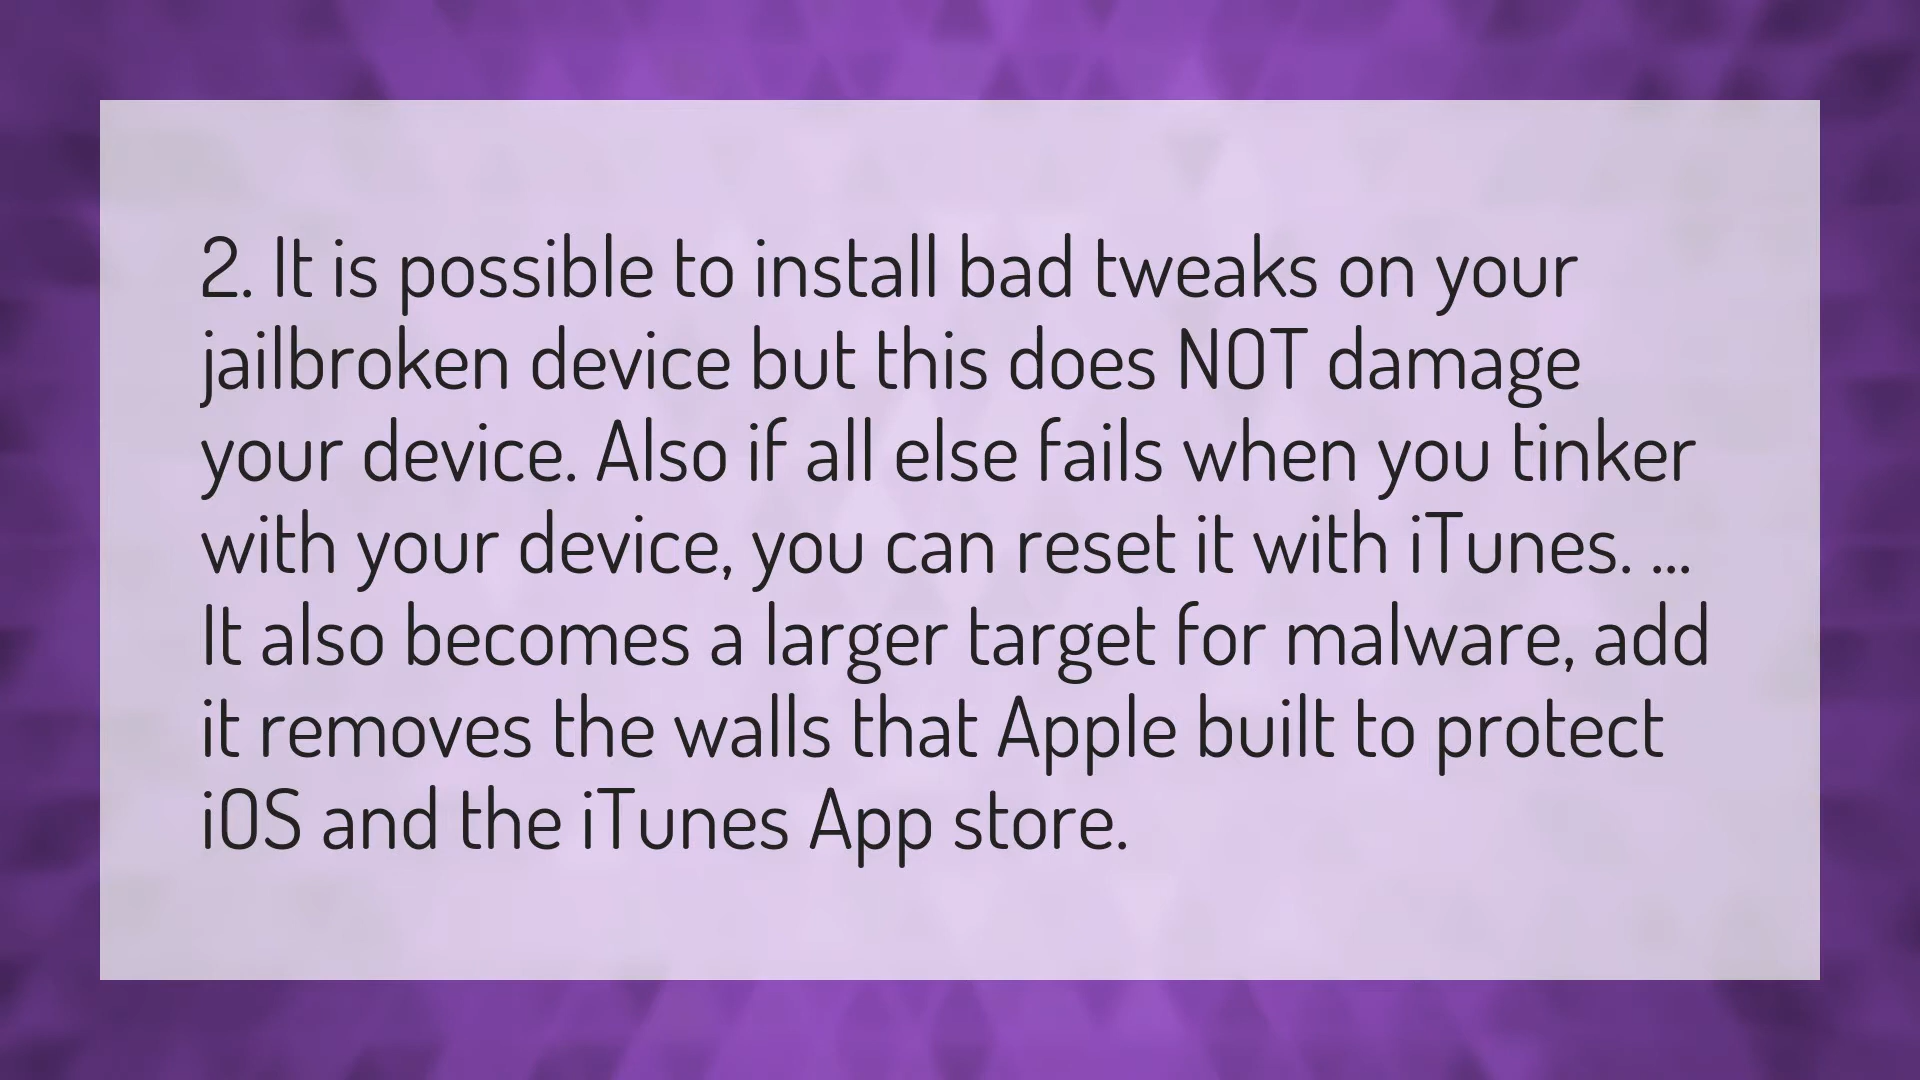 2. It is possible to install bad tweaks on your
jailbroken device but this does NOT damage
your device. Also if all else fails when you tinker
with your device, you can reset it with iTunes. ...
It also becomes a larger target for malware, add
it removes the walls that Apple built to protect
iOS and the iTunes App store.